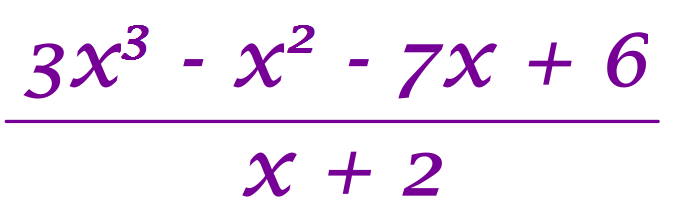 3x³ - x² - 7x + 6
x + 2